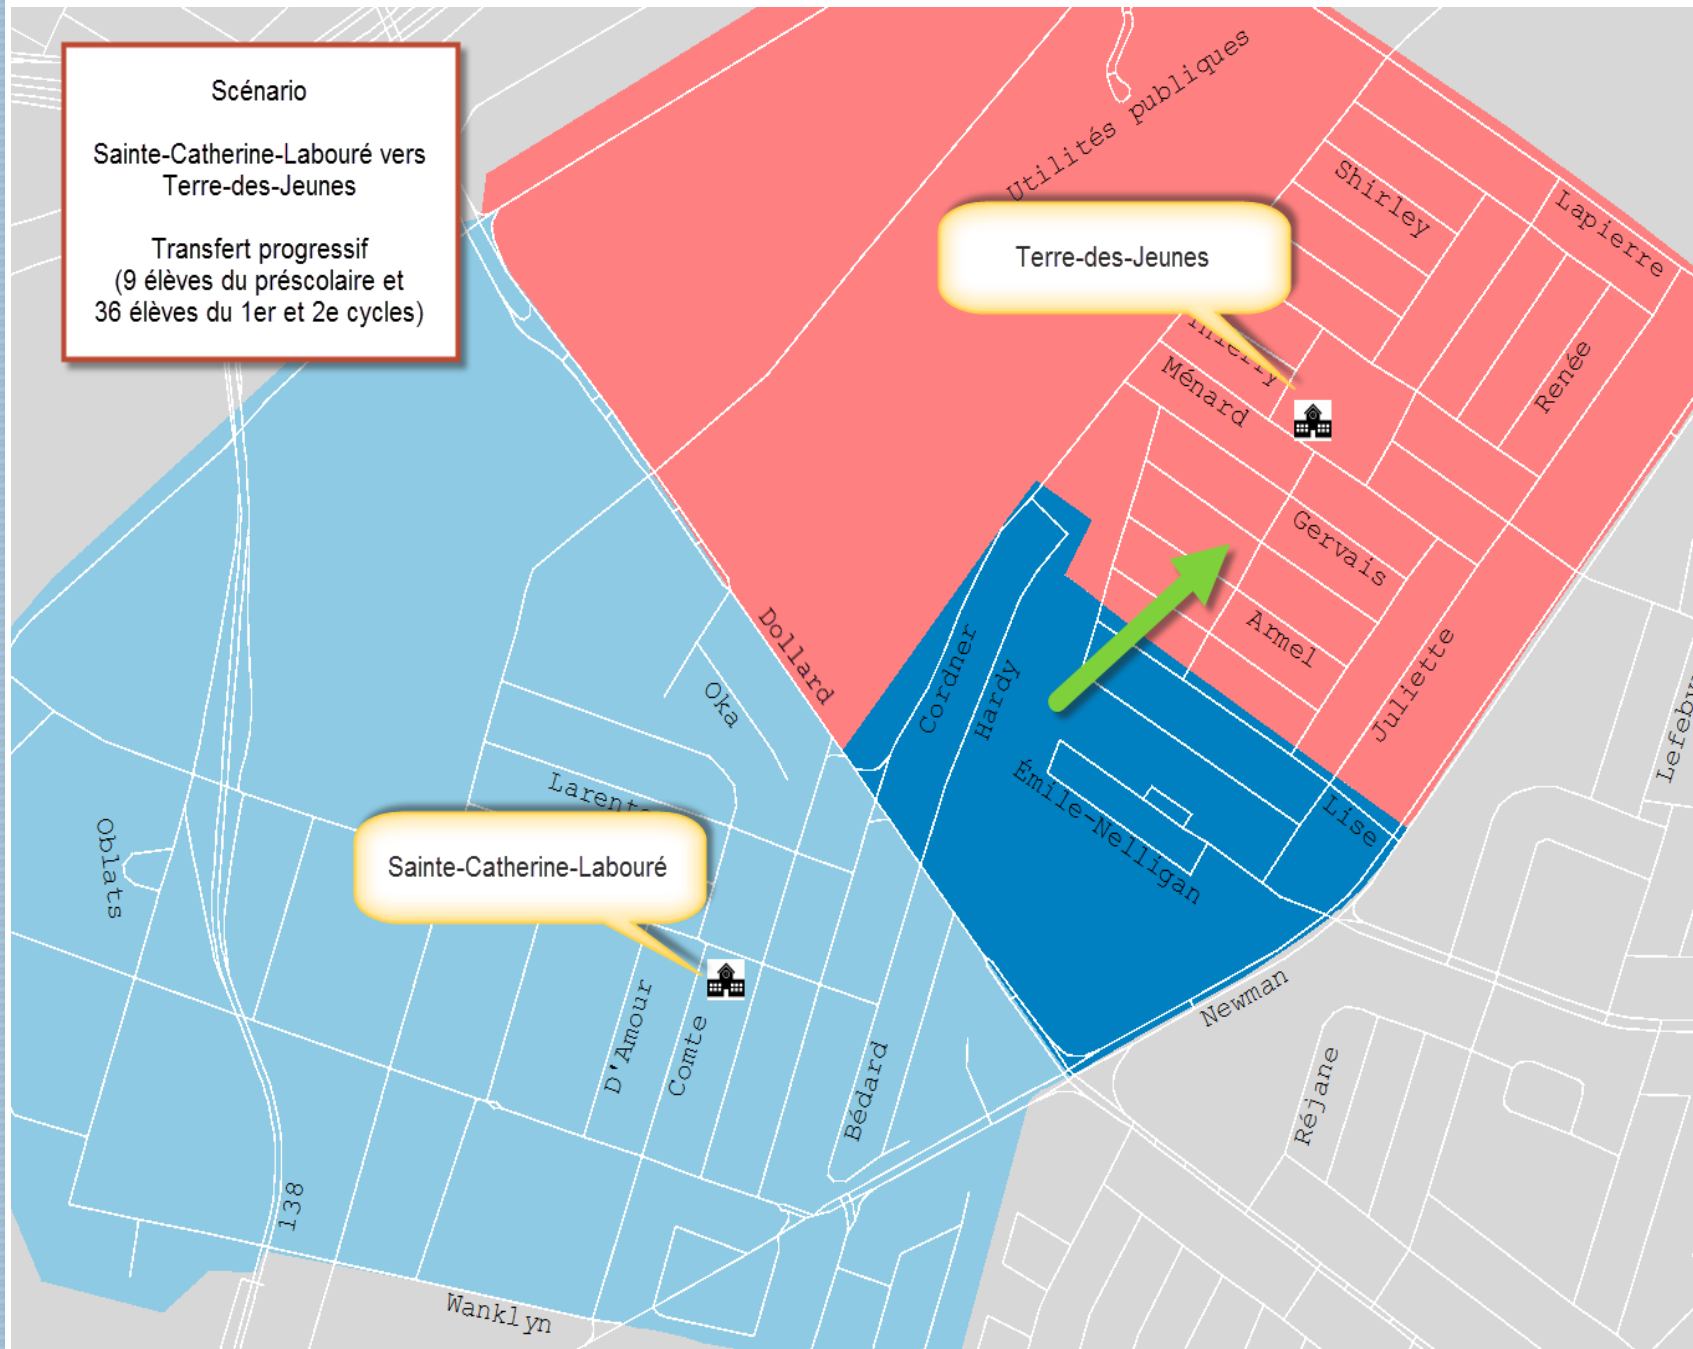 Scénario
Sainte-Catherine-Labouré vers
Terre-des-Jeunes
Transfert progressif
(9 élèves du préscolaire et
36 élèves du 1er et 2e cycles)
Utilités publiques
Shirley
Lapierre
Terre-des-Jeunes
Ménard
Renée
Gervais
Armel
Juliette
Dollard
Oka
Cordner
Hardy
Émile-Nelligan
Lise
Oblats
Sainte-Catherine-Labouré
D'Amour
Comte
Bédard
Newman
Réjane
138
Wanklyn